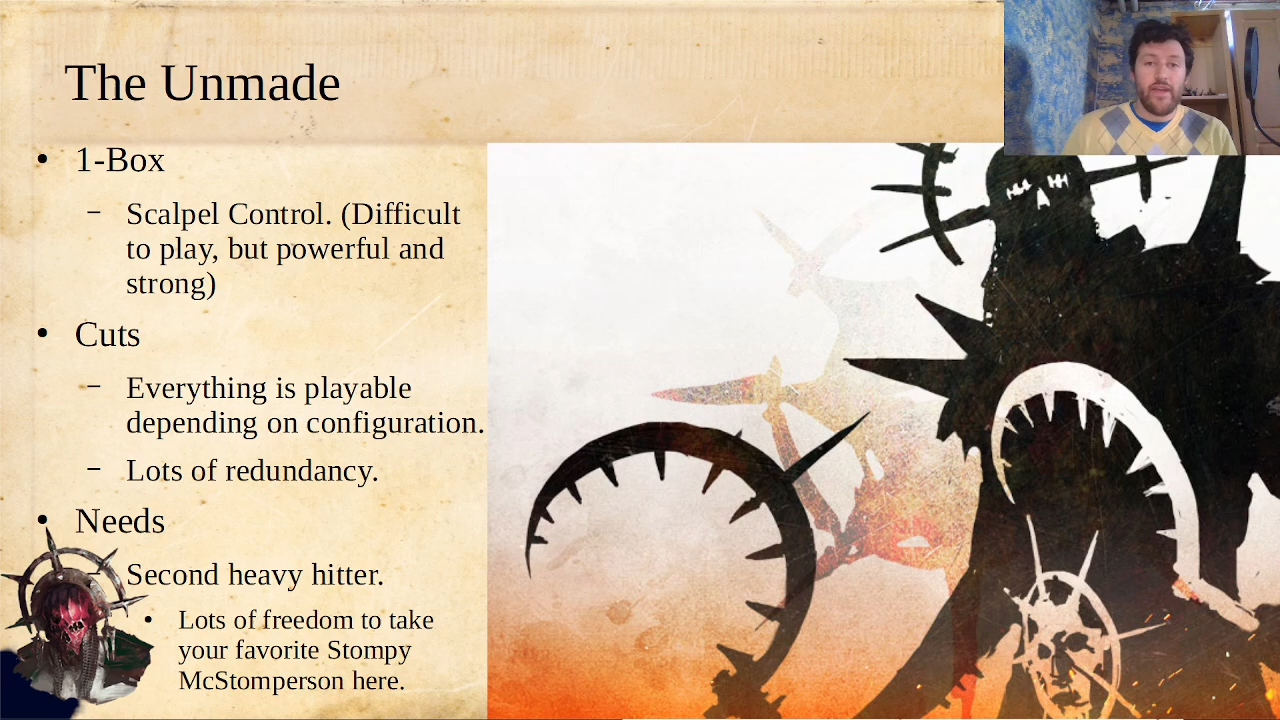 The Unmade
• 1-Box
– Scalpel Control. (Difficult
to play, but powerful and
strong)
• Cuts
– Everything is playable
depending on configuration.
– Lots of redundancy.
• Needs
Second heavy hitter.
• Lots of freedom to take
your favorite Stompy
McStomperson here.